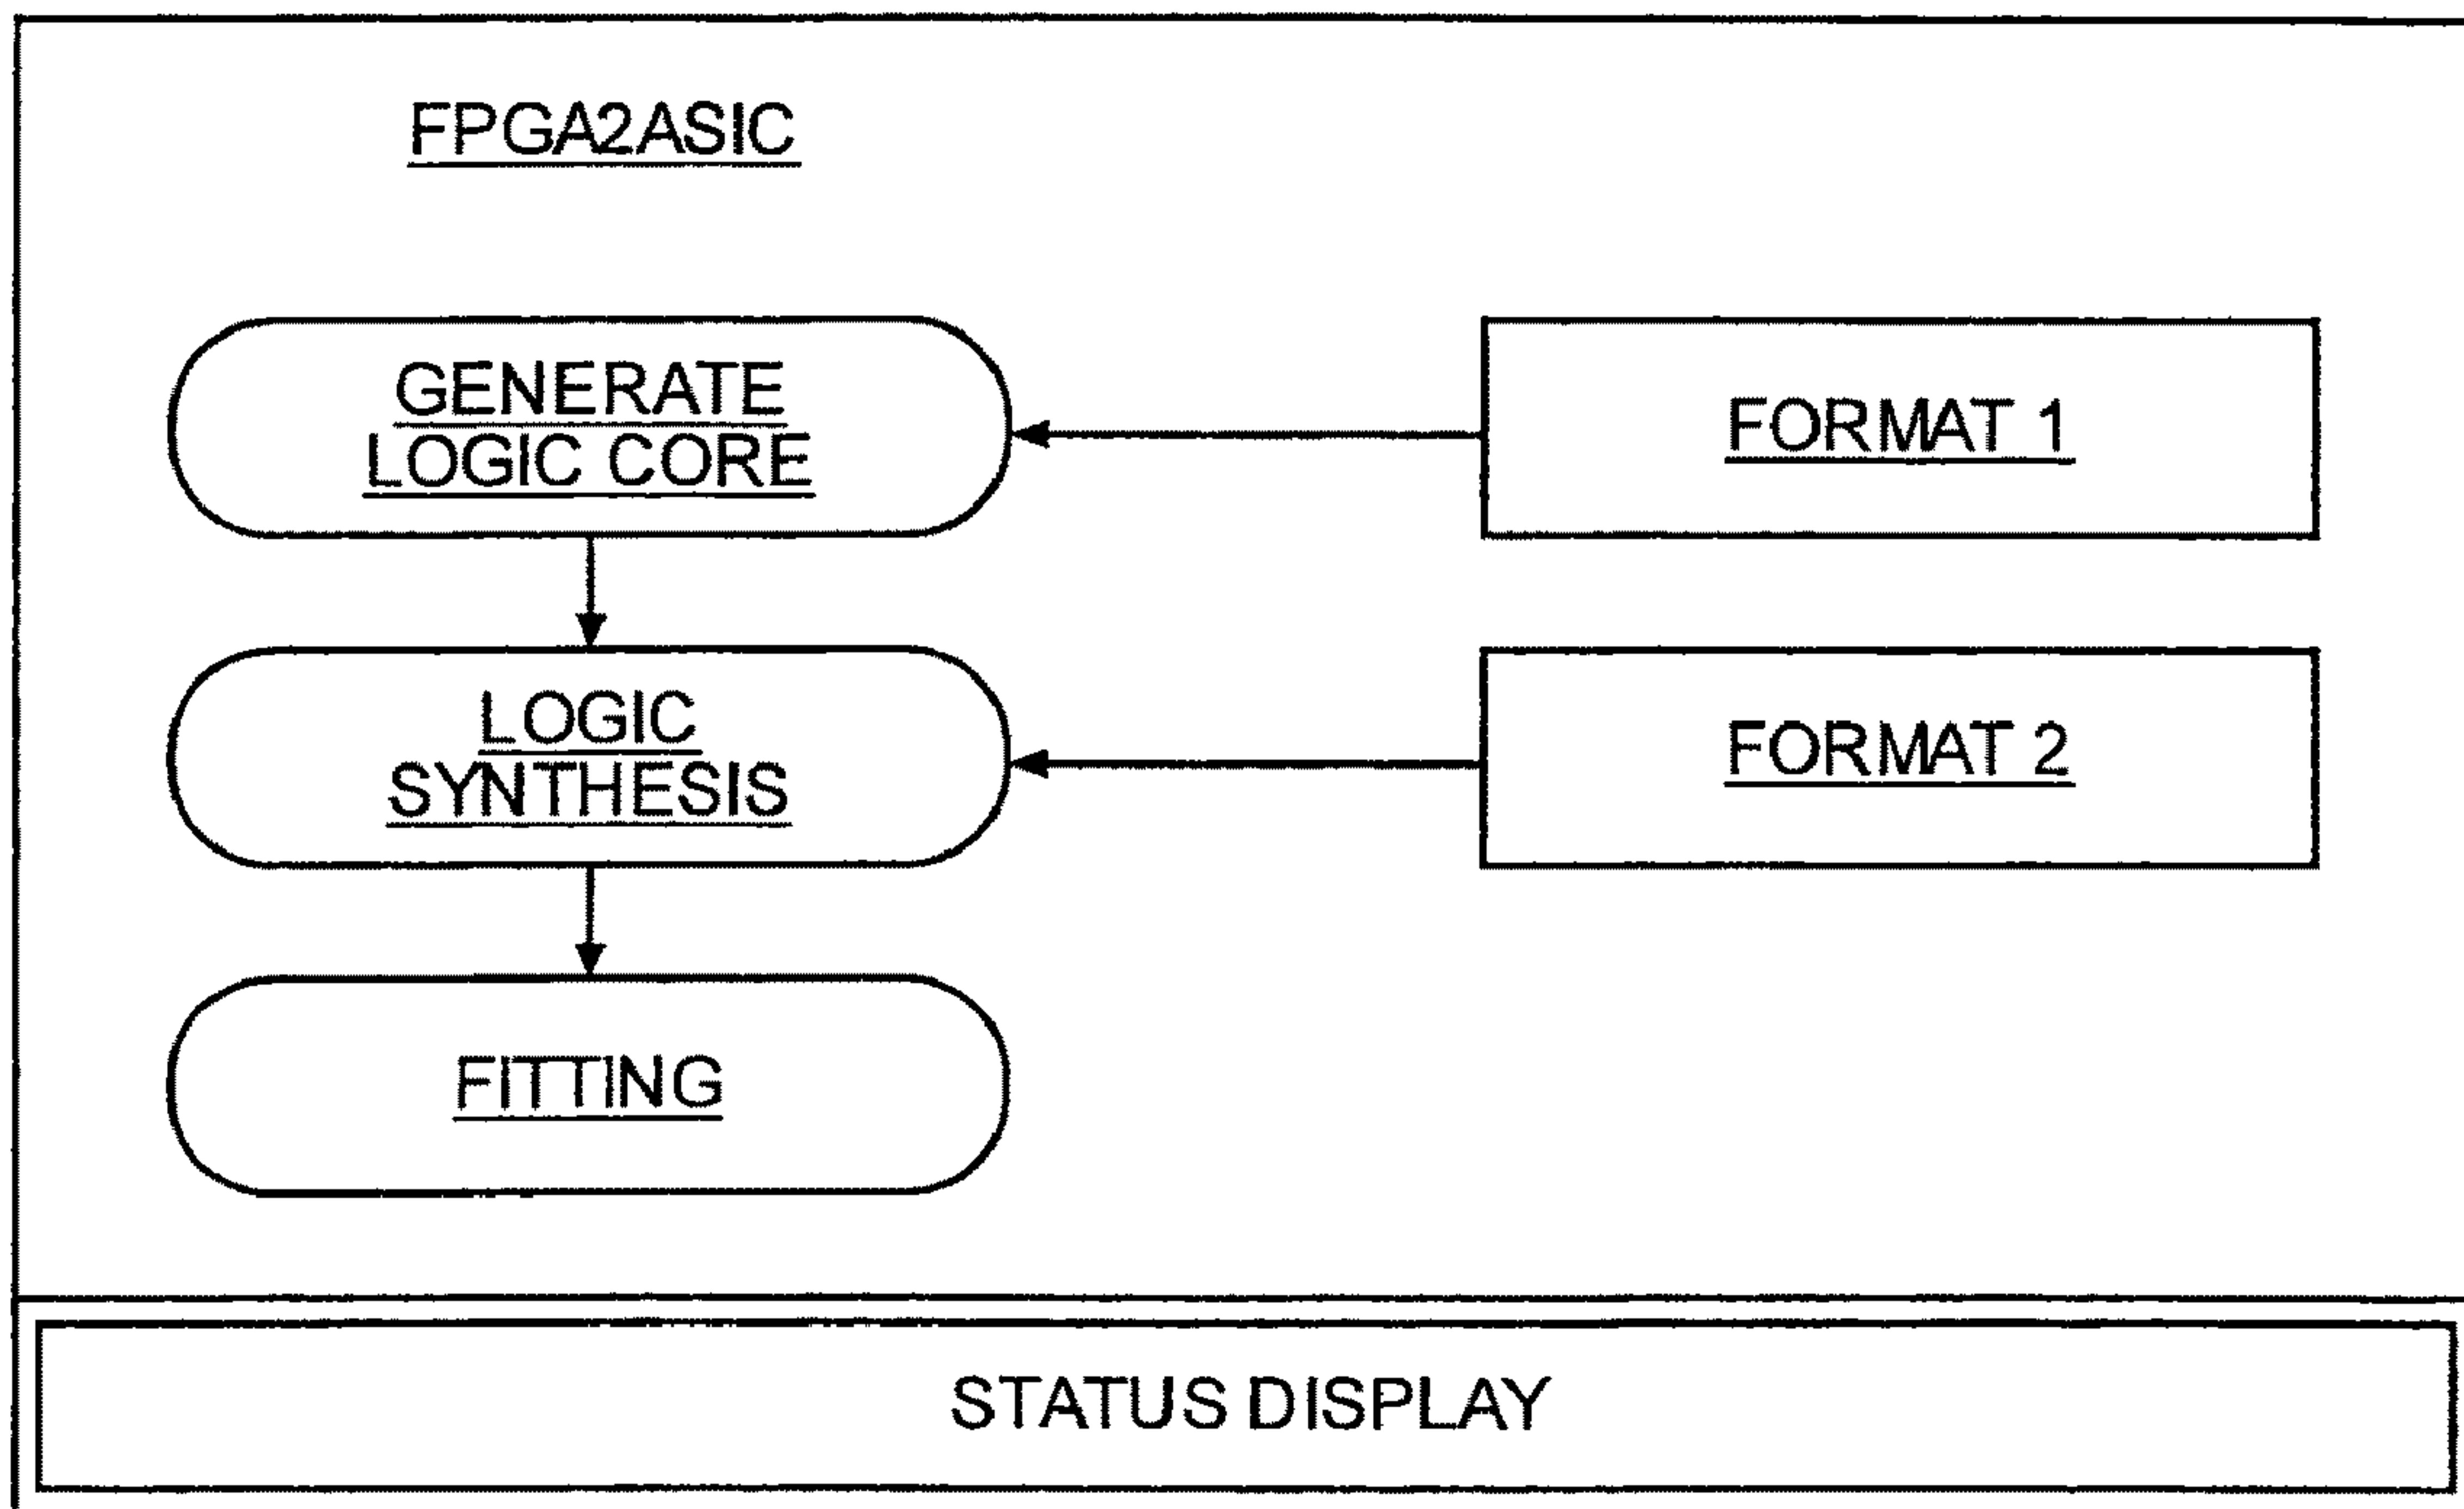 FPGA2ASIC
GENERATE
LOGIC CORE
FORMAT 1
LOGIC
SYNTHESIS
FORMAT 2
FITTING
STATUS DISPLAY